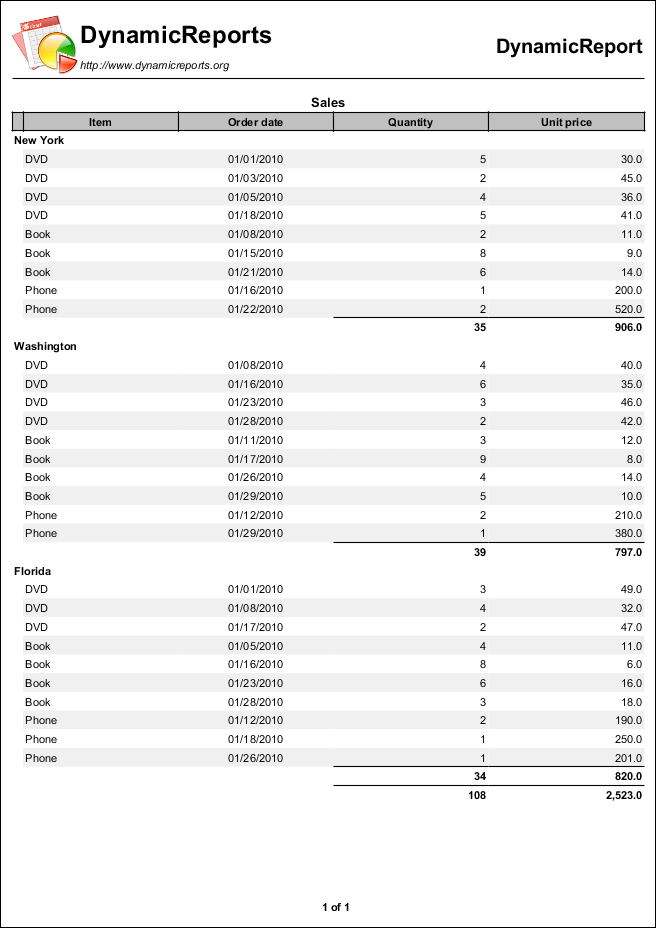 DynamicReports
http://www.dynamicreports.org
DynamicReport
Sales
Item Order date Quantity Unit price
New York
DVD 01/01/2010 5 30.0
DVD 01/03/2010 2 45.0
DVD 01/05/2010 4 36.0
DVD 01/18/2010 5 41.0
Book 01/08/2010 2 11.0
Book 01/15/2010 8 9.0
Book 01/21/2010 6 14.0
Phone 01/16/2010 1 200.0
Phone 01/22/2010 2 520.0
35 906.0
Washington
DVD 01/08/2010 4 40.0
DVD 01/16/2010 6 35.0
DVD 01/23/2010 3 46.0
DVD 01/28/2010 2 42.0
Book 01/11/2010 3 12.0
Book 01/17/2010 9 8.0
Book 01/26/2010 4 14.0
Book 01/29/2010 5 10.0
Phone 01/12/2010 2 210.0
Phone 01/29/2010 1 380.0
39 797.0
Florida
DVD 01/01/2010 3 49.0
DVD 01/08/2010 4 32.0
DVD 01/17/2010 2 47.0
Book 01/05/2010 4 11.0
Book 01/16/2010 8 6.0
Book 01/23/2010 6 16.0
Book 01/28/2010 3 18.0
Phone 01/12/2010 2 190.0
Phone 01/18/2010 1 250.0
Phone 01/26/2010 1 201.0
34 820.0
108 2,523.0
1 of 1